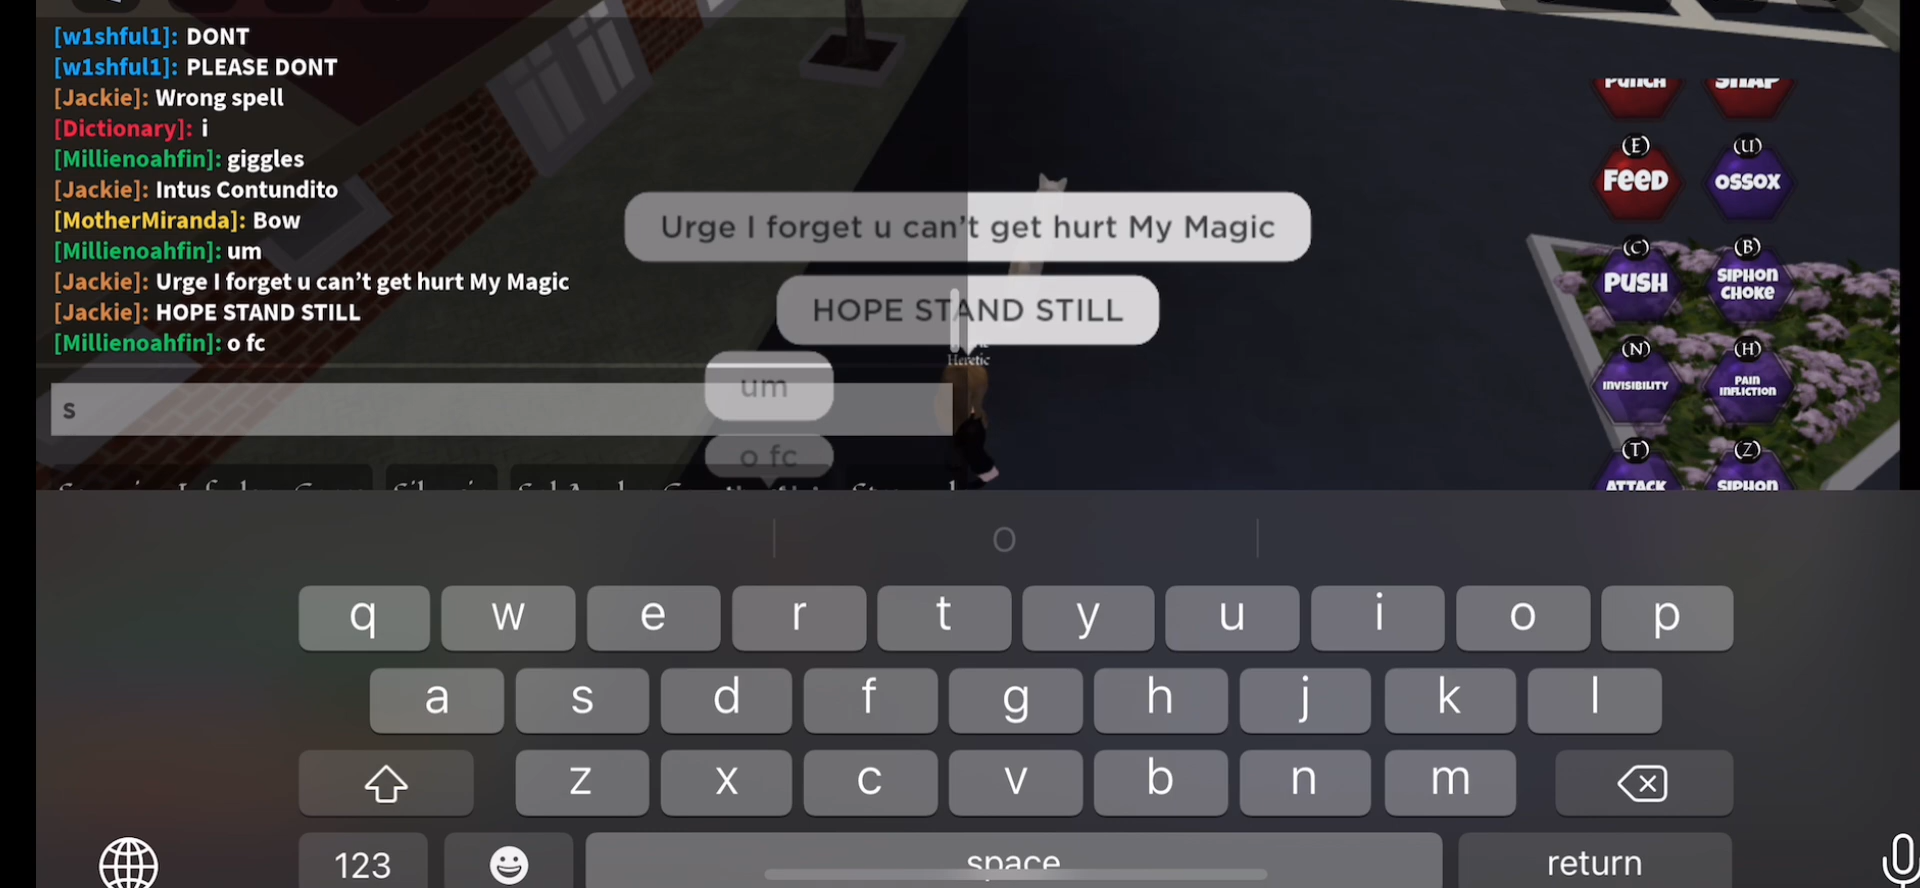 [w1shful1]: DONT
[w1shful1]: PLEASE DONT
[Jackie]: Wrong spell
[Dictionary]: i
[Millienoahfin]: giggles
[Jackie]: Intus Contundito
[MotherMiranda]: Bow
[Millienoahfin]: um
[Jackie]: Urge I forget u can’t get hurt My Magic
[Jackie]: HOPE STAND STILL
[Millienoahfin]: o fc
s
Urge I forget u can’t get hurt My Magic
HOPE STAND STILL
Heretic
um
o fc
PUNCH SNAP
(E) (U)
FEED OSSOX
(C) (B)
PUSH SIPHON CHOKE
(N) (H)
INVISIBILITY PAIN INFLICTION
(T) (Z)
ATTACK SIPHON
O
q w e r t y u i o p
a s d f g h j k l
z x c v b n m
123 space return